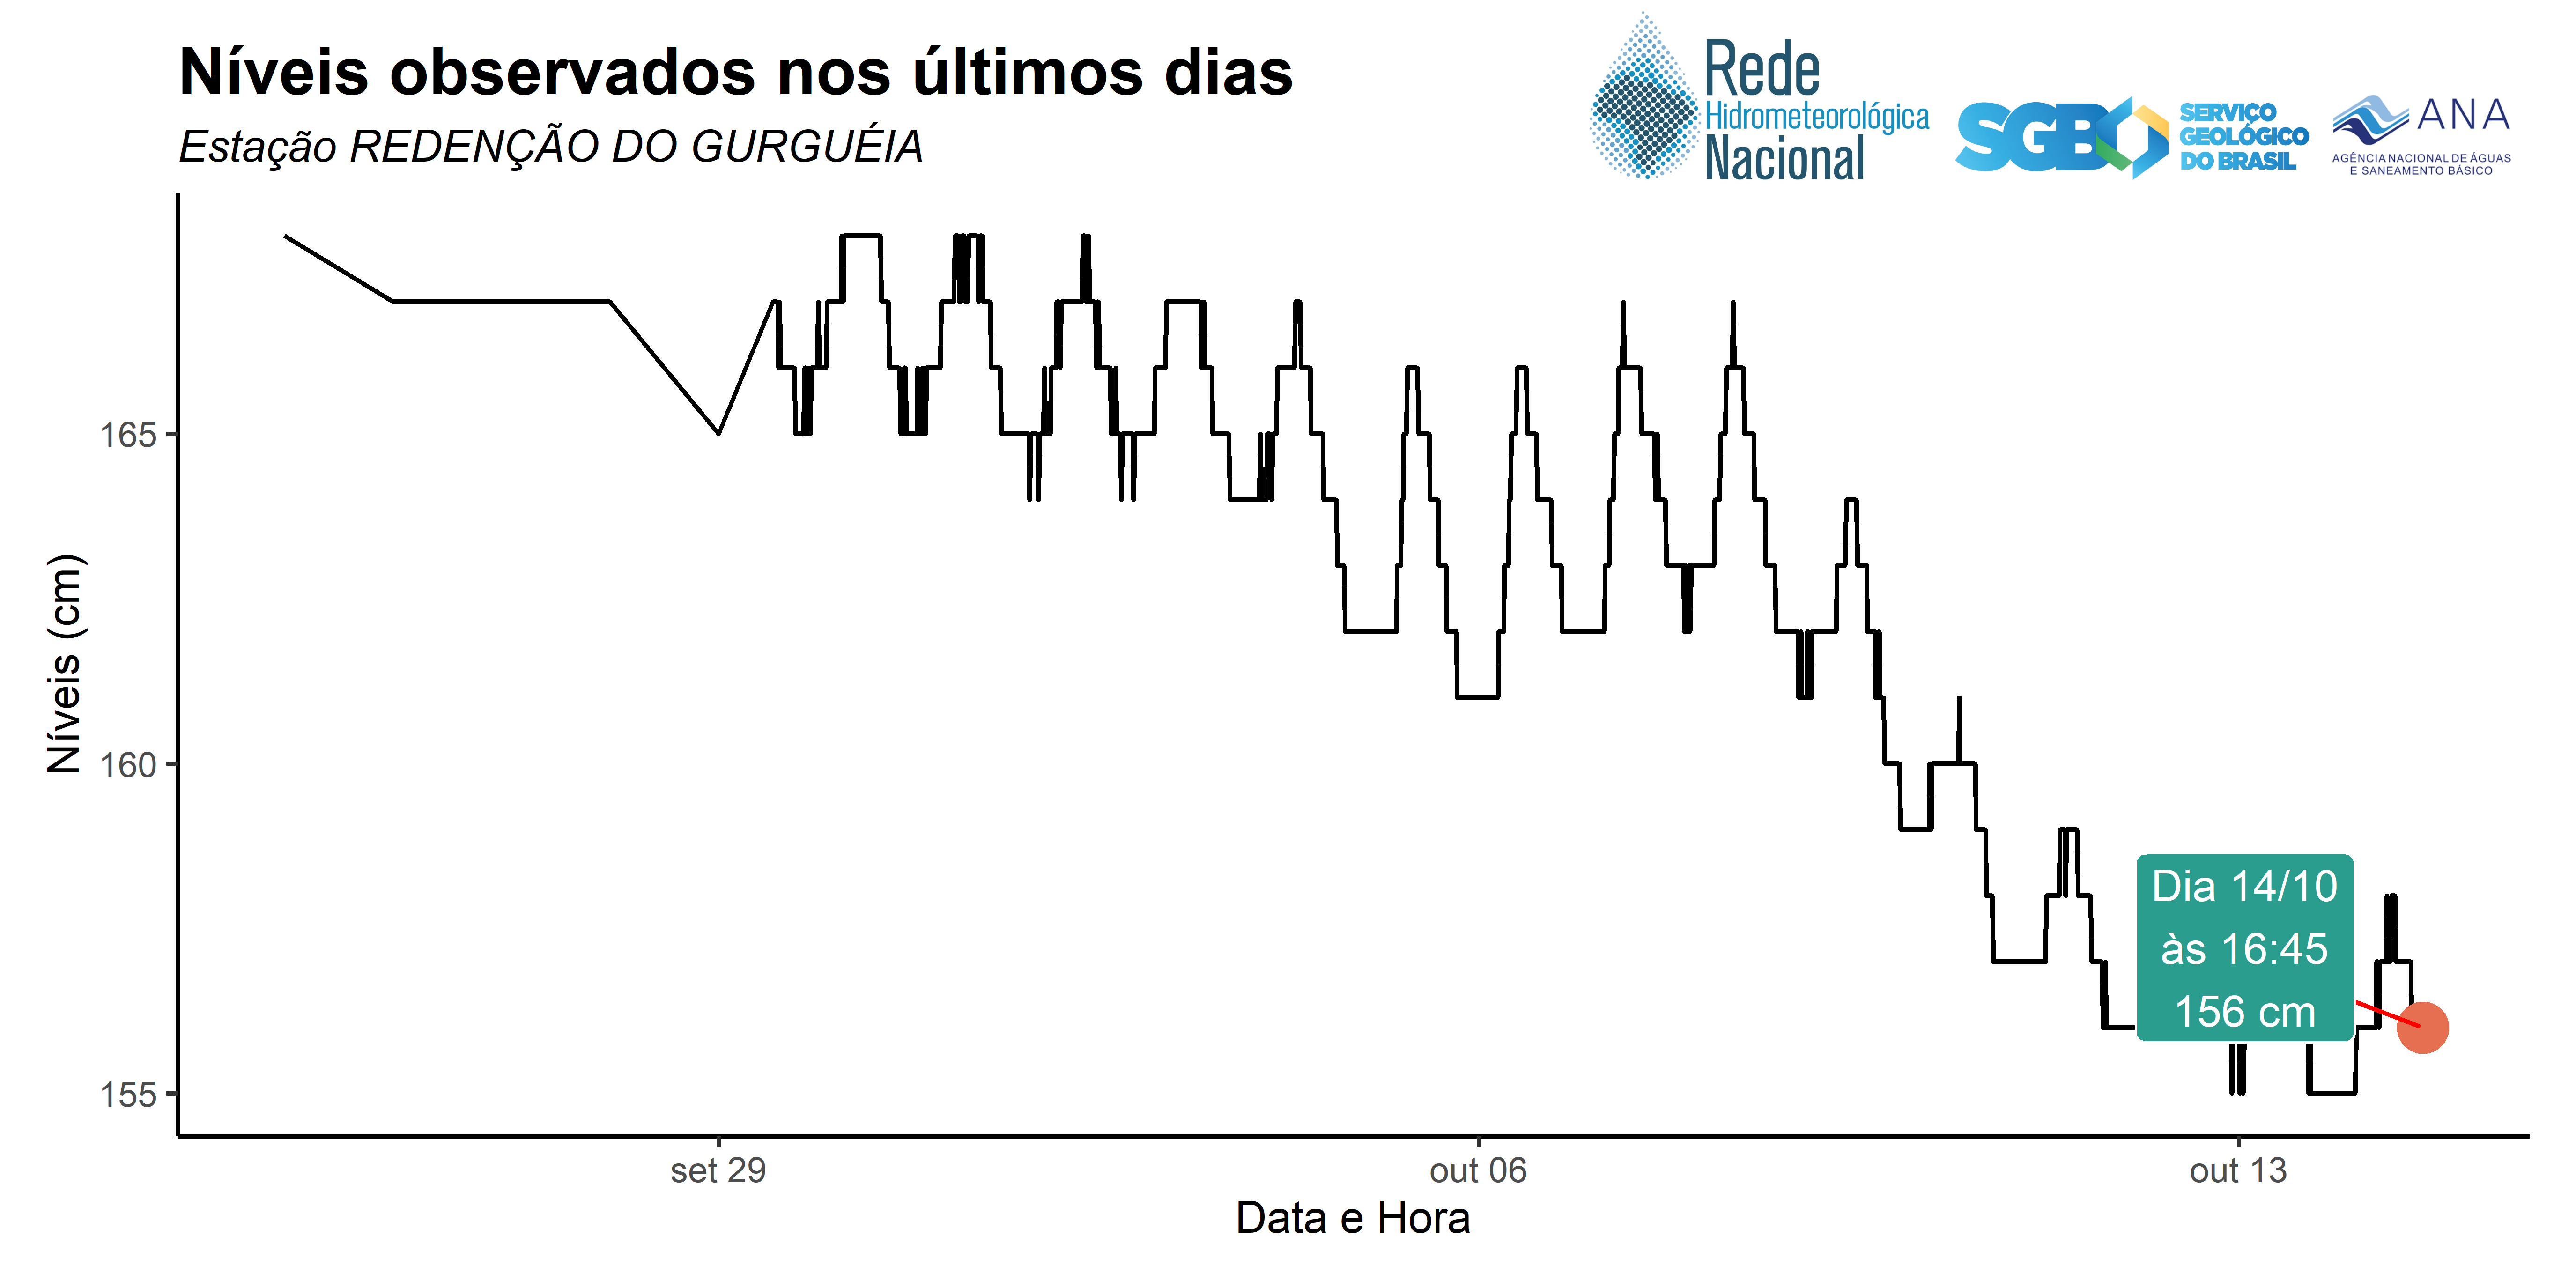 Níveis observados nos últimos dias
Estação REDENÇÃO DO GURGUÉIA
Rede
Hidrometeorológica
Nacional
SGB
SERVIÇO
GEOLÓGICO
DO BRASIL
ANA
AGÊNCIA NACIONAL DE ÁGUAS
E SANEAMENTO BÁSICO
Níveis (cm)
165
160
155
Dia 14/10
às 16:45
156 cm
set 29
out 06
out 13
Data e Hora